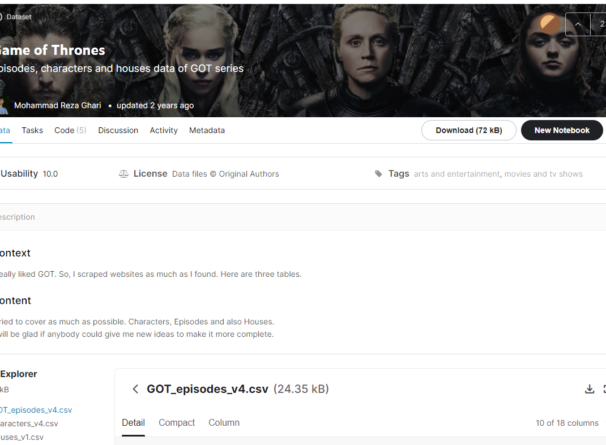 Dataset
ame of Thrones
pisodes, characters and houses data of GOT series
Mohammad Reza Ghari • updated 2 years ago
ata Tasks Code (5) Discussion Activity Metadata Download (72 kB) New Notebook
Usability 10.0 License Data files © Original Authors Tags arts and entertainment, movies and tv shows
escription
ontext
eally liked GOT. So, I scraped websites as much as I found. Here are three tables.
ontent
ried to cover as much as possible. Characters, Episodes and also Houses.
will be glad if anybody could give me new ideas to make it more complete.
Explorer
kB
GOT_episodes_v4.csv (24.35 kB)
OT_episodes_v4.csv
aracters_v4.csv
uses_v1.csv
Detail Compact Column 10 of 18 columns